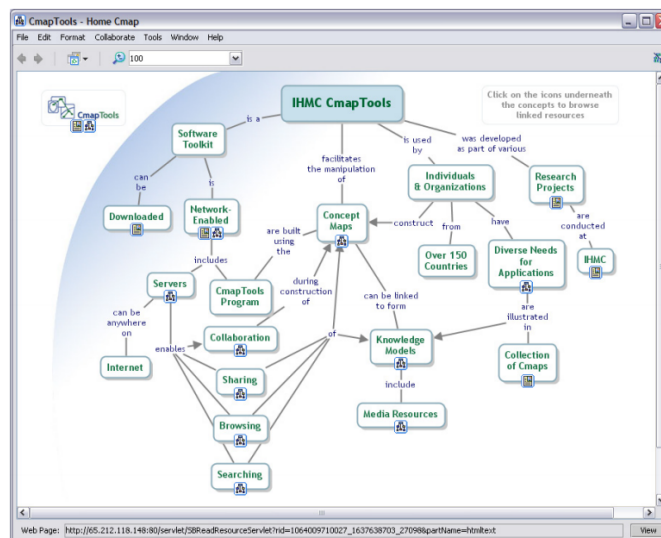 CmapTools - Home Cmap
File Edit Format Collaborate Tools Window Help
100
CmapTools
IHMC CmapTools
Click on the icons underneath
the concepts to browse
linked resources
is a
Software
Toolkit
can
be
Downloaded
is
Network-
Enabled
includes
Servers
can be
anywhere
on
Internet
enables
CmapTools
Program
are built
using
the
facilitates
the manipulation
of
Concept
Maps
during
construction
of
Collaboration
Sharing
Browsing
Searching
of
can be linked
to form
Knowledge
Models
include
Media Resources
is used
by
Individuals
& Organizations
construct
from
Over 150
Countries
have
Diverse Needs
for
Applications
are
illustrated
in
Collection
of Cmaps
was developed
as part of various
Research
Projects
are
conducted
at
IHMC
Web Page: http://65.212.118.148:80/servlet/SBReadResourceServlet?rid=1064009710027_1637638703_27098&partName=htmltext
View